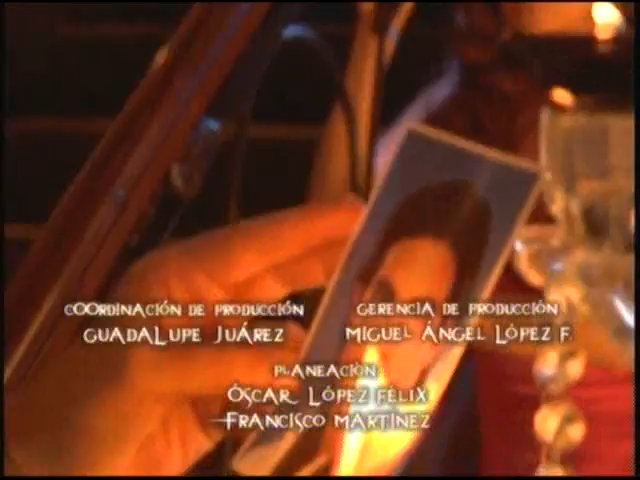 COORDINACIÓN DE PRODUCCIÓN
GUADALUPE JUÁREZ
GERENCIA DE PRODUCCIÓN
MIGUEL ÁNGEL LÓPEZ F.
PLANEACIÓN
ÓSCAR LÓPEZ FÉLIX
FRANCISCO MARTÍNEZ